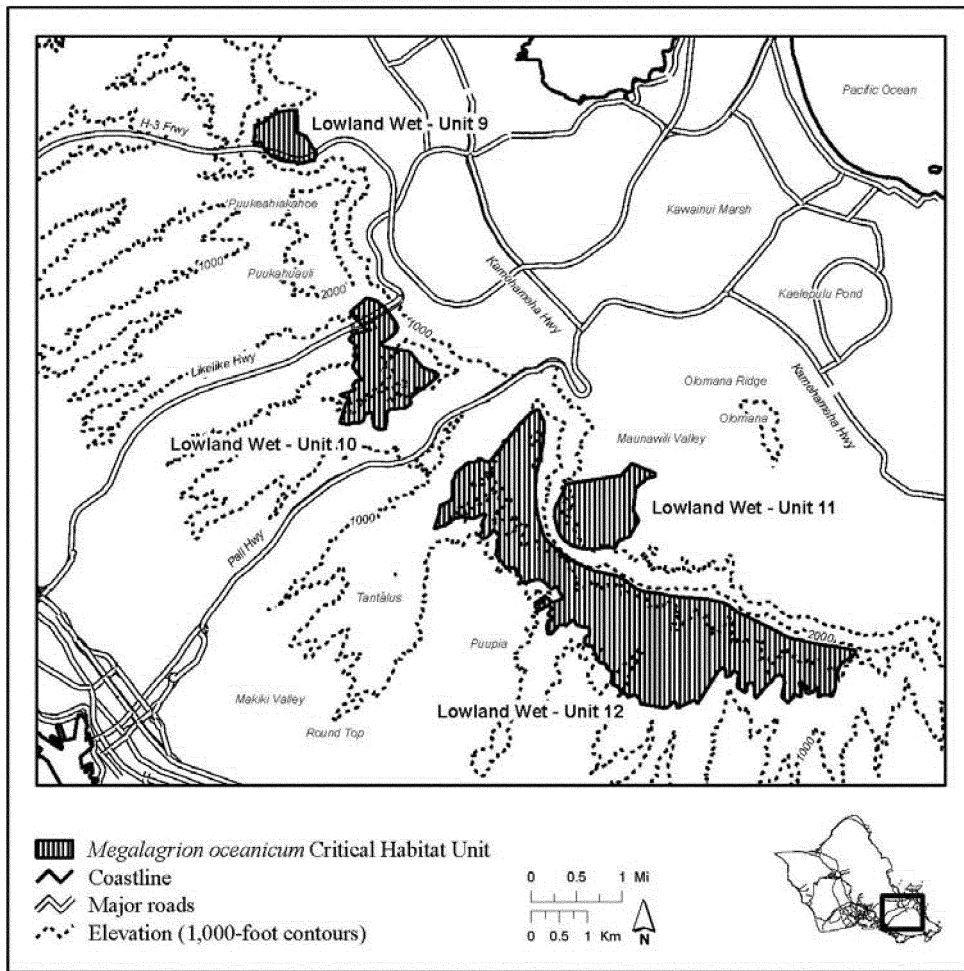 Pacific Ocean
H-3 Frwy
Lowland Wet - Unit 9
Puukeahiakahoe
Kawainui Marsh
1000
Puukahuauli
2000
Kamehameha Hwy
Kaelepulu Pond
1000
Likelike Hwy
Olomana Ridge
Kamehameha Hwy
Olomana
Lowland Wet - Unit 10
Maunawili Valley
Lowland Wet - Unit 11
1000
Pali Hwy
Tantalus
2000
Puupia
Makiki Valley
Lowland Wet - Unit 12
Round Top
1000
Megalagrion oceanicum Critical Habitat Unit
Coastline
Major roads
Elevation (1,000-foot contours)
0 0.5 1 Mi
0 0.5 1 Km
N